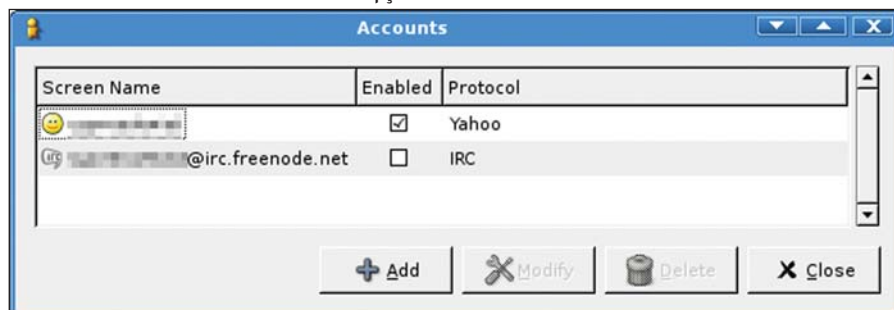 Accounts
Screen Name Enabled Protocol
Yahoo
@irc.freenode.net IRC
Add Modify Delete Close